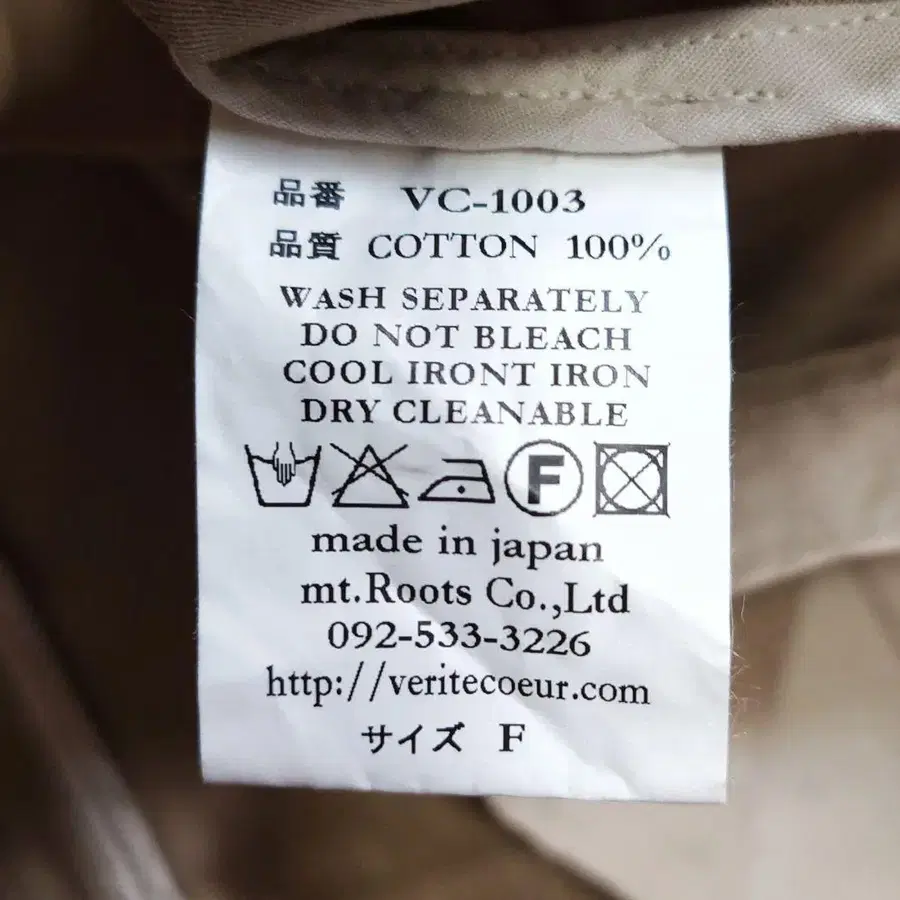 品番 VC-1003
品質 COTTON 100%
WASH SEPARATELY
DO NOT BLEACH
COOL IRONT IRON
DRY CLEANABLE
F
made in japan
mt.Roots Co.,Ltd
092-533-3226
http://veritecoeur.com
サイズ F